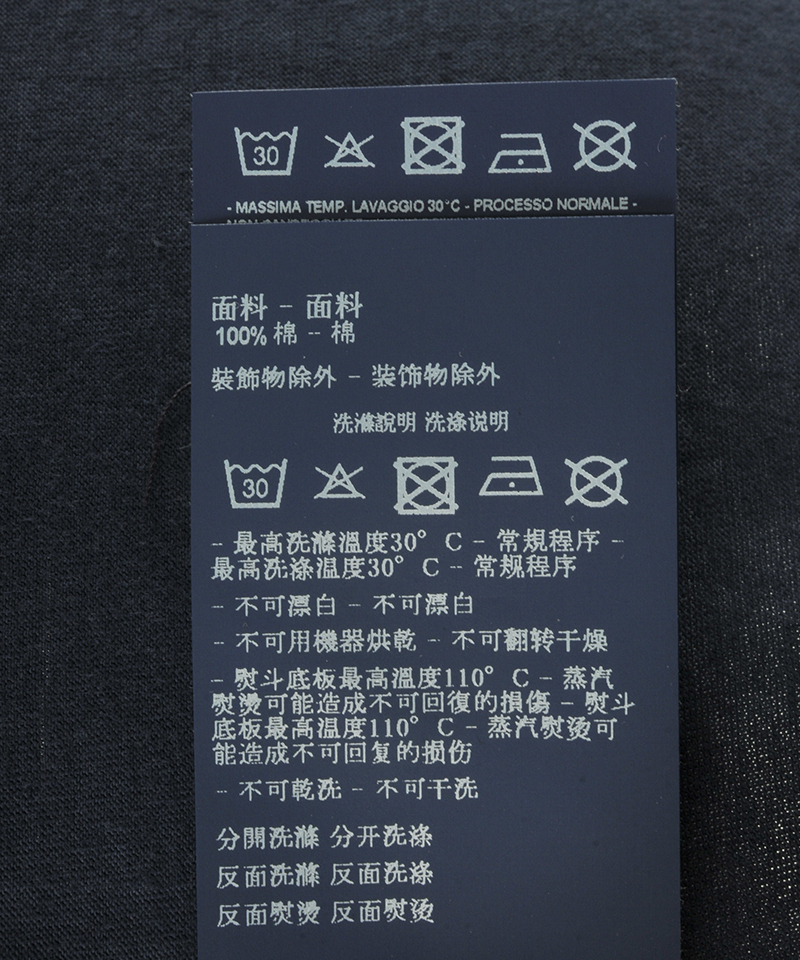 30
- MASSIMA TEMP. LAVAGGIO 30°C - PROCESSO NORMALE -
面料 - 面料
100% 棉 -- 棉
裝飾物除外 - 装饰物除外
洗滌說明 洗涤说明
30
- 最高洗滌溫度30° C - 常規程序 -
最高洗涤温度30° C -- 常规程序
- 不可漂白 - 不可漂白
- 不可用機器烘乾 - 不可翻转干燥
- 熨斗底板最高溫度110° C - 蒸汽
熨燙可能造成不可回復的損傷 - 熨斗
底板最高温度110° C - 蒸汽熨烫可
能造成不可回复的损伤
- 不可乾洗 - 不可干洗
分開洗滌 分开洗涤
反面洗滌 反面洗涤
反面熨燙 反面熨烫